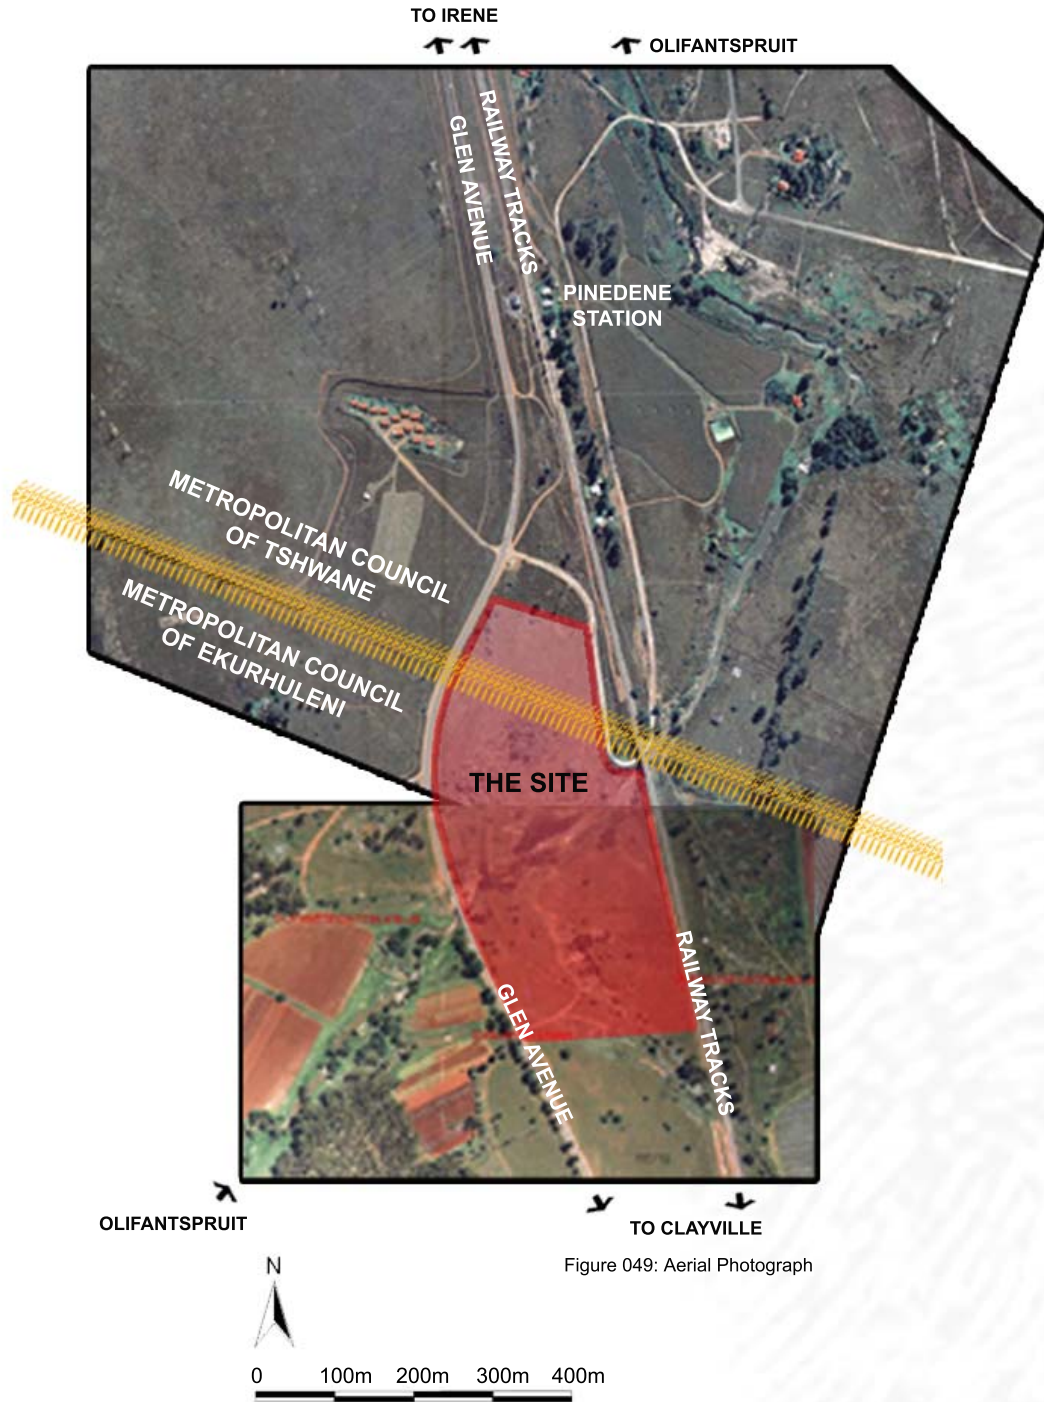 TO IRENE
OLIFANTSPRUIT
RAILWAY TRACKS
GLEN AVENUE
PINEDENE
STATION
METROPOLITAN COUNCIL
OF TSHWANE
METROPOLITAN COUNCIL
OF EKURHULENI
THE SITE
RAILWAY TRACKS
GLEN AVENUE
OLIFANTSPRUIT
TO CLAYVILLE
Figure 049: Aerial Photograph
N
0 100m 200m 300m 400m